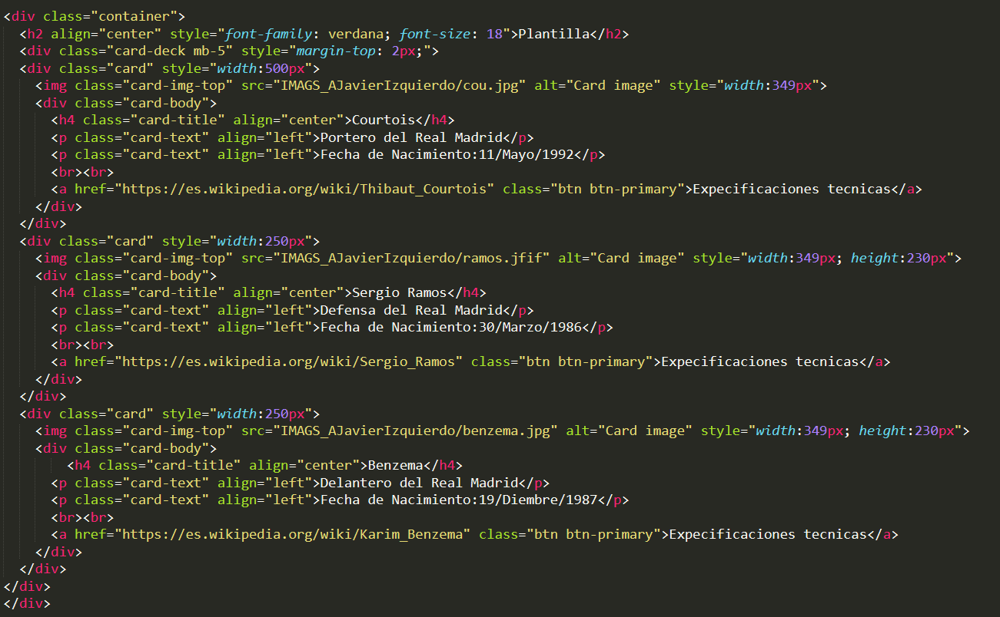 <div class="container">
<h2 align="center" style="font-family: verdana; font-size: 18">Plantilla</h2>
<div class="card-deck mb-5" style="margin-top: 2px;">
<div class="card" style="width:500px">
<img class="card-img-top" src="IMAGS_AJavierIzquierdo/cou.jpg" alt="Card image" style="width:349px">
<div class="card-body">
<h4 class="card-title" align="center">Courtois</h4>
<p class="card-text" align="left">Portero del Real Madrid</p>
<p class="card-text" align="left">Fecha de Nacimiento:11/Mayo/1992</p>
<br><br>
<a href="https://es.wikipedia.org/wiki/Thibaut_Courtois" class="btn btn-primary">Expecificaciones tecnicas</a>
</div>
</div>
<div class="card" style="width:250px">
<img class="card-img-top" src="IMAGS_AJavierIzquierdo/ramos.jfif" alt="Card image" style="width:349px; height:230px">
<div class="card-body">
<h4 class="card-title" align="center">Sergio Ramos</h4>
<p class="card-text" align="left">Defensa del Real Madrid</p>
<p class="card-text" align="left">Fecha de Nacimiento:30/Marzo/1986</p>
<br><br>
<a href="https://es.wikipedia.org/wiki/Sergio_Ramos" class="btn btn-primary">Expecificaciones tecnicas</a>
</div>
</div>
<div class="card" style="width:250px">
<img class="card-img-top" src="IMAGS_AJavierIzquierdo/benzema.jpg" alt="Card image" style="width:349px; height:230px">
<div class="card-body">
<h4 class="card-title" align="center">Benzema</h4>
<p class="card-text" align="left">Delantero del Real Madrid</p>
<p class="card-text" align="left">Fecha de Nacimiento:19/Diembre/1987</p>
<br><br>
<a href="https://es.wikipedia.org/wiki/Karim_Benzema" class="btn btn-primary">Expecificaciones tecnicas</a>
</div>
</div>
</div>
</div>